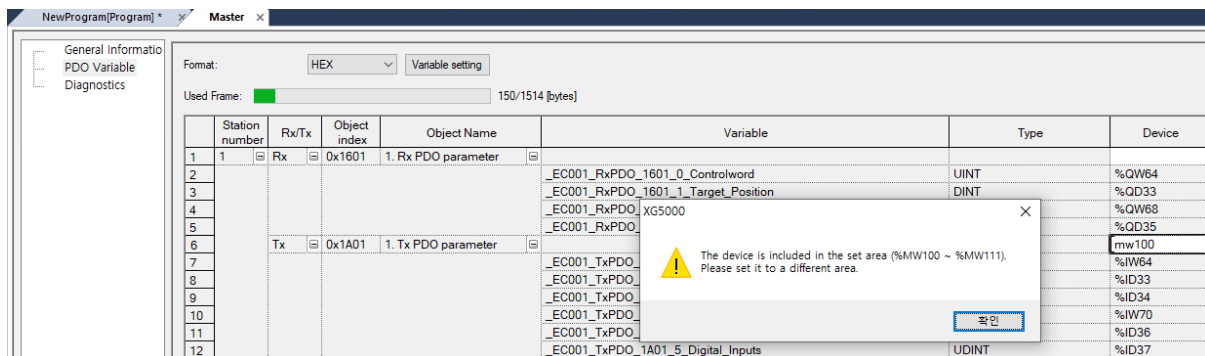 NewProgram[Program] * × Master ×
General Informatio
PDO Variable
Diagnostics
Format: HEX Variable setting
Used Frame: 150/1514 [bytes]
Station number Rx/Tx Object index Object Name Variable Type Device
1 1 Rx 0x1601 1. Rx PDO parameter
2 _EC001_RxPDO_1601_0_Controlword UINT %QW64
3 _EC001_RxPDO_1601_1_Target_Position DINT %QD33
4 _EC001_RxPDO_ %QW68
5 _EC001_RxPDO_ %QD35
6 Tx 0x1A01 1. Tx PDO parameter mw100
7 _EC001_TxPDO_ %IW64
8 _EC001_TxPDO_ %ID33
9 _EC001_TxPDO_ %ID34
10 _EC001_TxPDO_ %IW70
11 _EC001_TxPDO_ %ID36
12 _EC001_TxPDO_1A01_5_Digital_Inputs UDINT %ID37
XG5000 ×
The device is included in the set area (%MW100 ~ %MW111).
Please set it to a different area.
확인